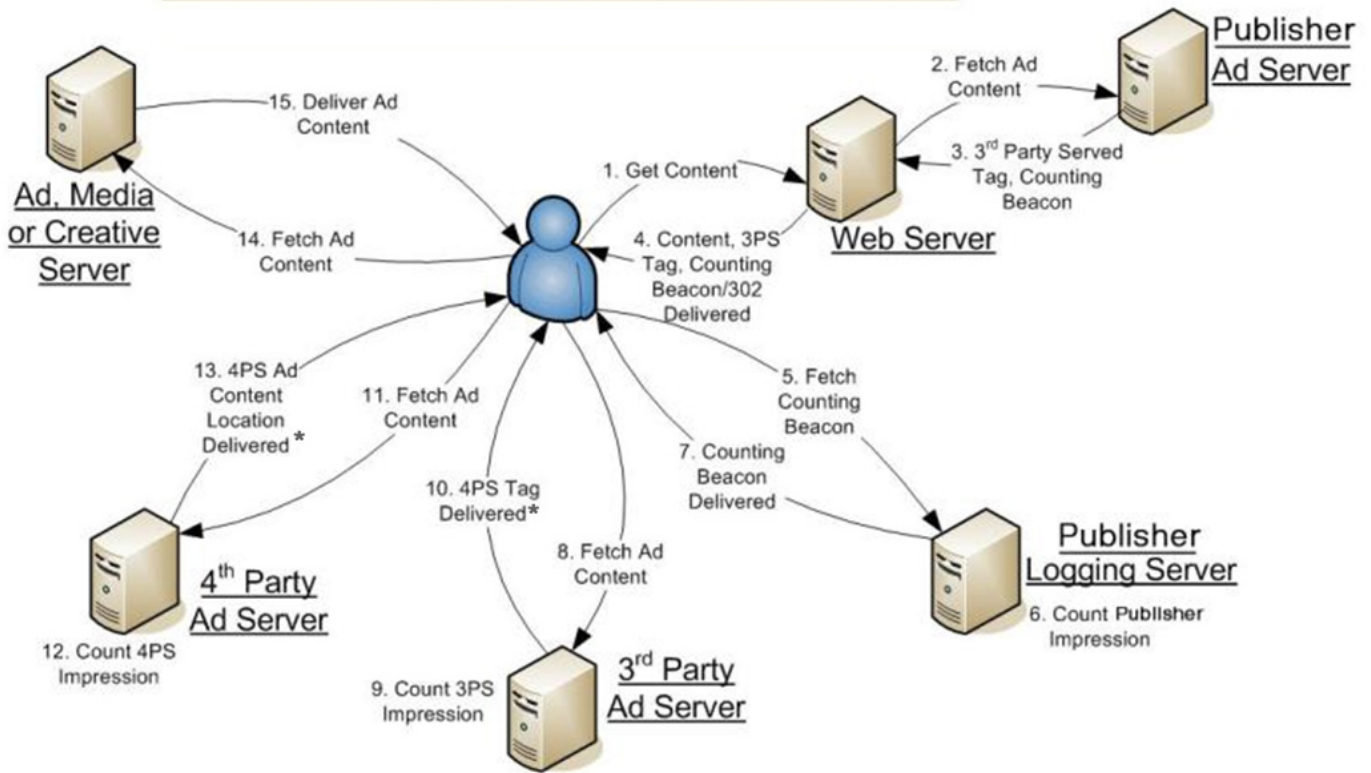 Publisher
Ad Server
2. Fetch Ad
Content
3. 3rd Party Served
Tag, Counting
Beacon
15. Deliver Ad
Content
1. Get Content
Web Server
Ad, Media
or Creative
Server
14. Fetch Ad
Content
4. Content, 3PS
Tag, Counting
Beacon/302
Delivered
13. 4PS Ad
Content
Location
Delivered *
11. Fetch Ad
Content
5. Fetch
Counting
Beacon
7. Counting
Beacon
Delivered
10. 4PS Tag
Delivered*
8. Fetch Ad
Content
Publisher
Logging Server
6. Count Publisher
Impression
4th Party
Ad Server
12. Count 4PS
Impression
9. Count 3PS
Impression
3rd Party
Ad Server